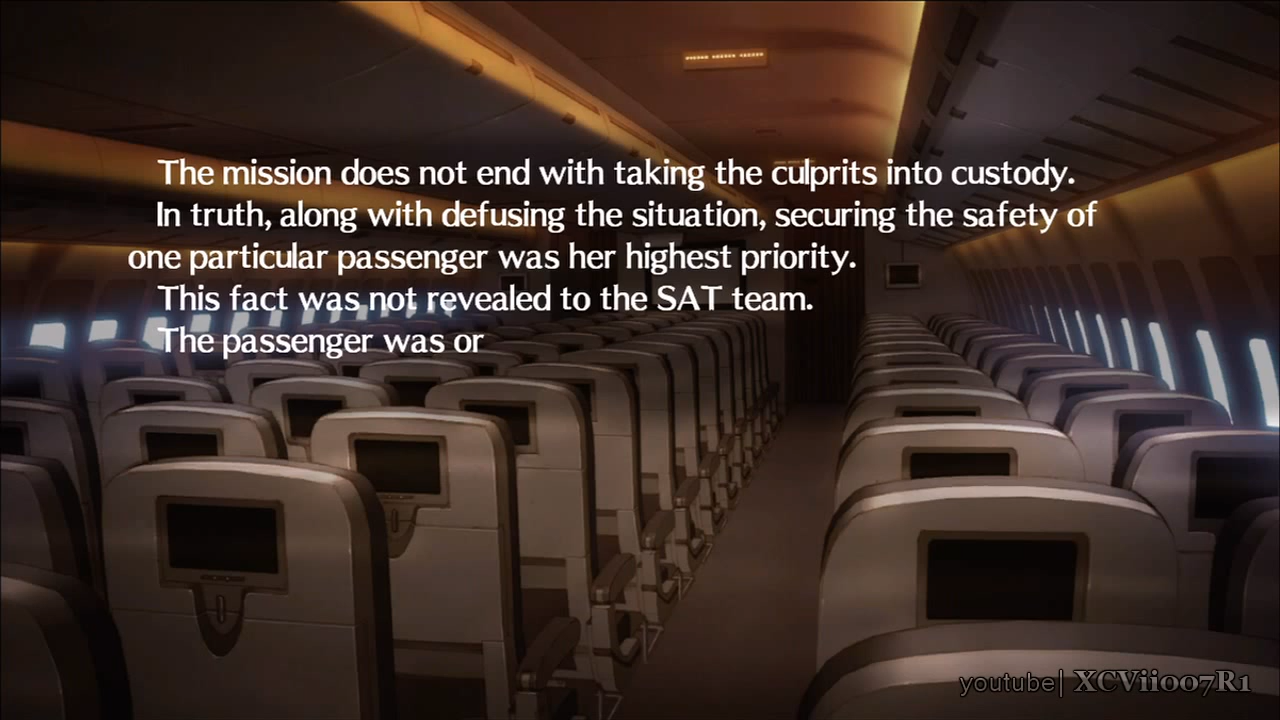 The mission does not end with taking the culprits into custody.
In truth, along with defusing the situation, securing the safety of
one particular passenger was her highest priority.
This fact was not revealed to the SAT team.
The passenger was or
youtube| XCViii007R1